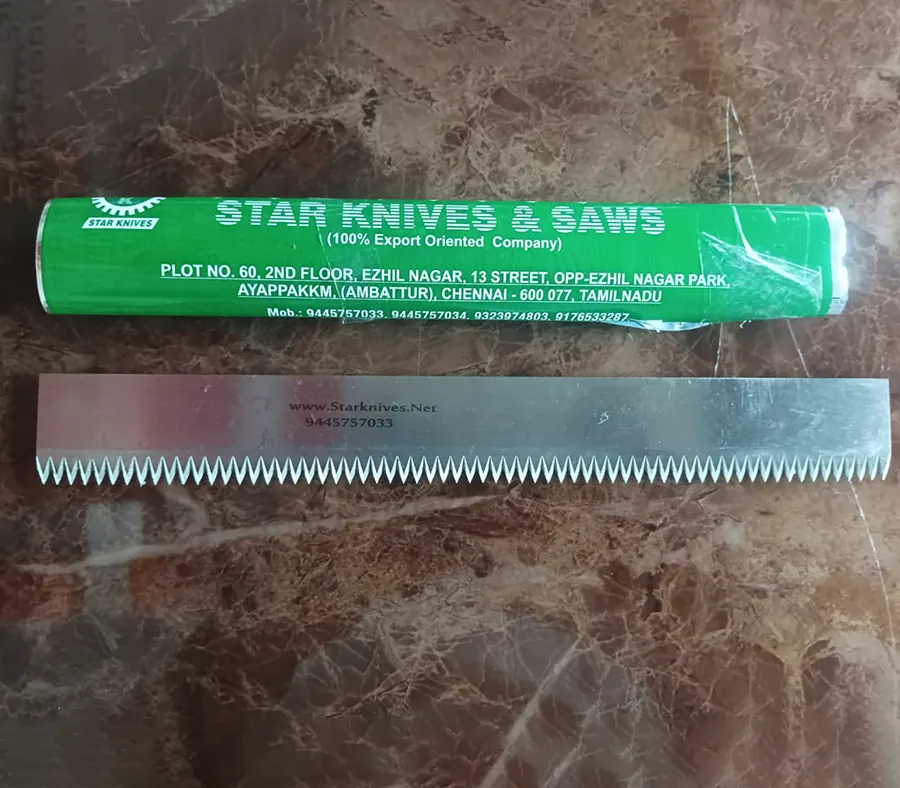 STAR KNIVES
STAR KNIVES & SAWS
(100% Export Oriented Company)
PLOT NO. 60, 2ND FLOOR, EZHIL NAGAR, 13 STREET, OPP-EZHIL NAGAR PARK,
AYAPPAKKM, (AMBATTUR), CHENNAI - 600 077, TAMILNADU
Mob.: 9445757033, 9445757034, 9323974803, 9176533287
www.Starknives.Net
9445757033